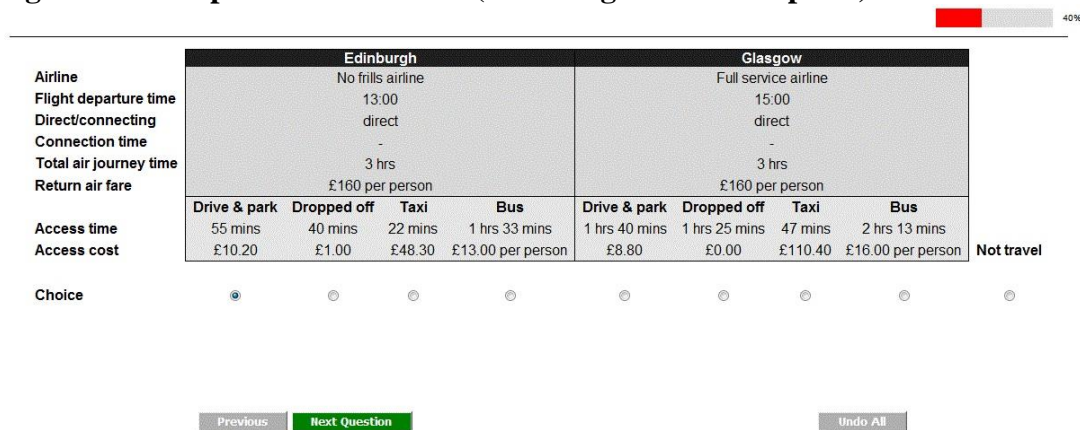 40%
Edinburgh Glasgow
Airline No frills airline Full service airline
Flight departure time 13:00 15:00
Direct/connecting direct direct
Connection time - -
Total air journey time 3 hrs 3 hrs
Return air fare £160 per person £160 per person
Drive & park Dropped off Taxi Bus Drive & park Dropped off Taxi Bus
Access time 55 mins 40 mins 22 mins 1 hrs 33 mins 1 hrs 40 mins 1 hrs 25 mins 47 mins 2 hrs 13 mins
Access cost £10.20 £1.00 £48.30 £13.00 per person £8.80 £0.00 £110.40 £16.00 per person Not travel
Choice
Previous Next Question Undo All